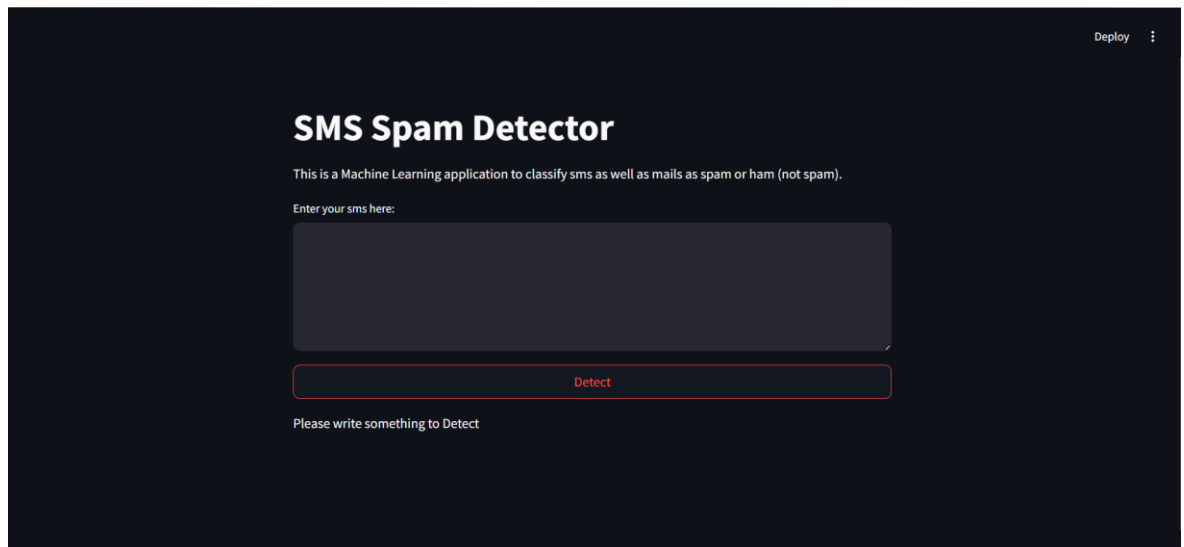 Deploy
SMS Spam Detector
This is a Machine Learning application to classify sms as well as mails as spam or ham (not spam).
Enter your sms here:
Detect
Please write something to Detect